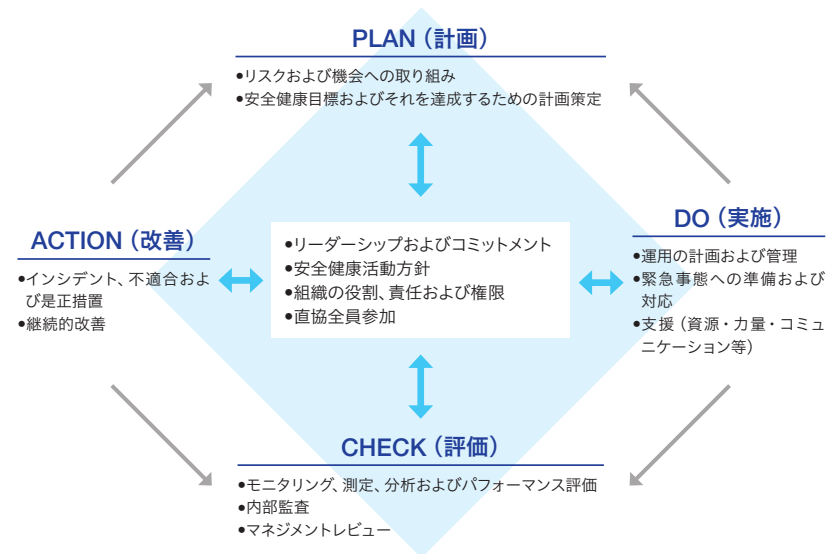 PLAN（計画）
●リスクおよび機会への取り組み
●安全健康目標およびそれを達成するための計画策定
ACTION（改善）
●インシデント、不適合およ
び是正措置
●継続的改善
●リーダーシップおよびコミットメント
●安全健康活動方針
●組織の役割、責任および権限
●直協全員参加
DO（実施）
●運用の計画および管理
●緊急事態への準備および
対応
●支援（資源・力量・コミュ
ニケーション等）
CHECK（評価）
●モニタリング、測定、分析およびパフォーマンス評価
●内部監査
●マネジメントレビュー